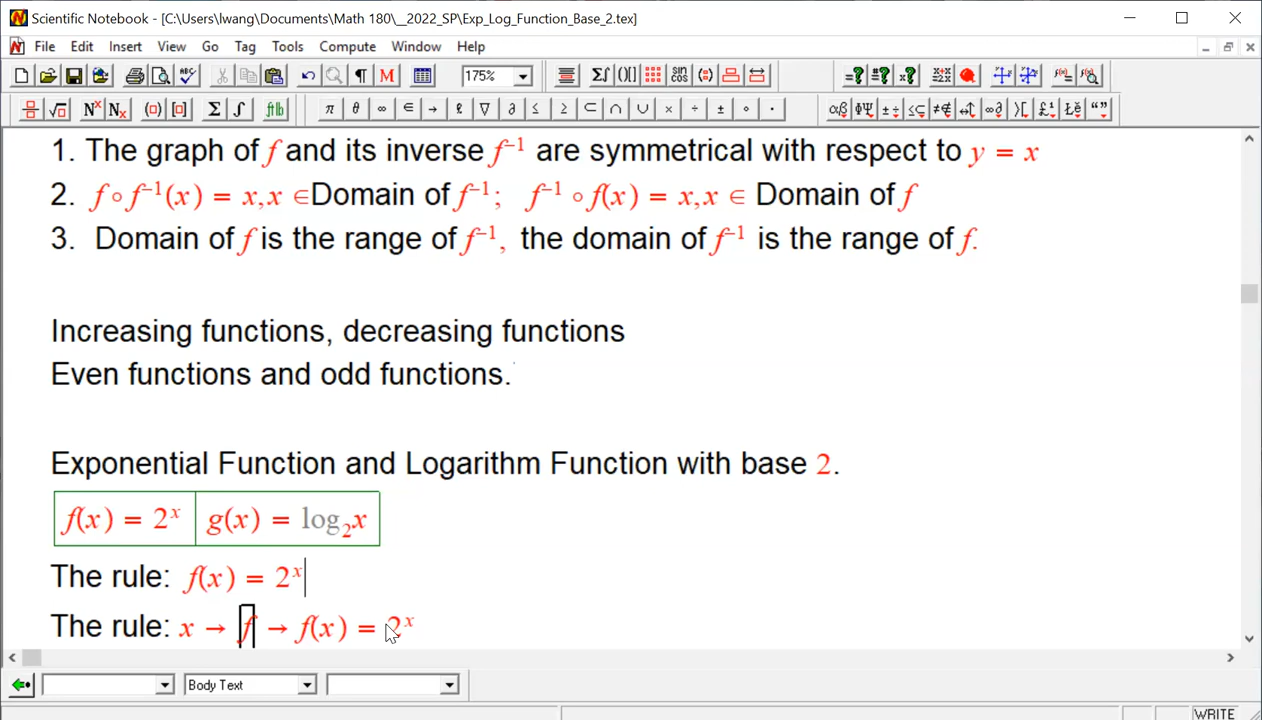 Scientific Notebook - [C:\Users\lwang\Documents\Math 180\__2022_SP\Exp_Log_Function_Base_2.tex]
File Edit Insert View Go Tag Tools Compute Window Help
175%
1. The graph of f and its inverse f⁻¹ are symmetrical with respect to y = x
2. f∘f⁻¹(x) = x, x ∈Domain of f⁻¹; f⁻¹∘f(x) = x, x ∈ Domain of f
3. Domain of f is the range of f⁻¹, the domain of f⁻¹ is the range of f.
Increasing functions, decreasing functions
Even functions and odd functions.
Exponential Function and Logarithm Function with base 2.
f(x) = 2ˣ g(x) = log₂x
The rule: f(x) = 2ˣ
The rule: x → f → f(x) = 2ˣ
Body Text
WRITE